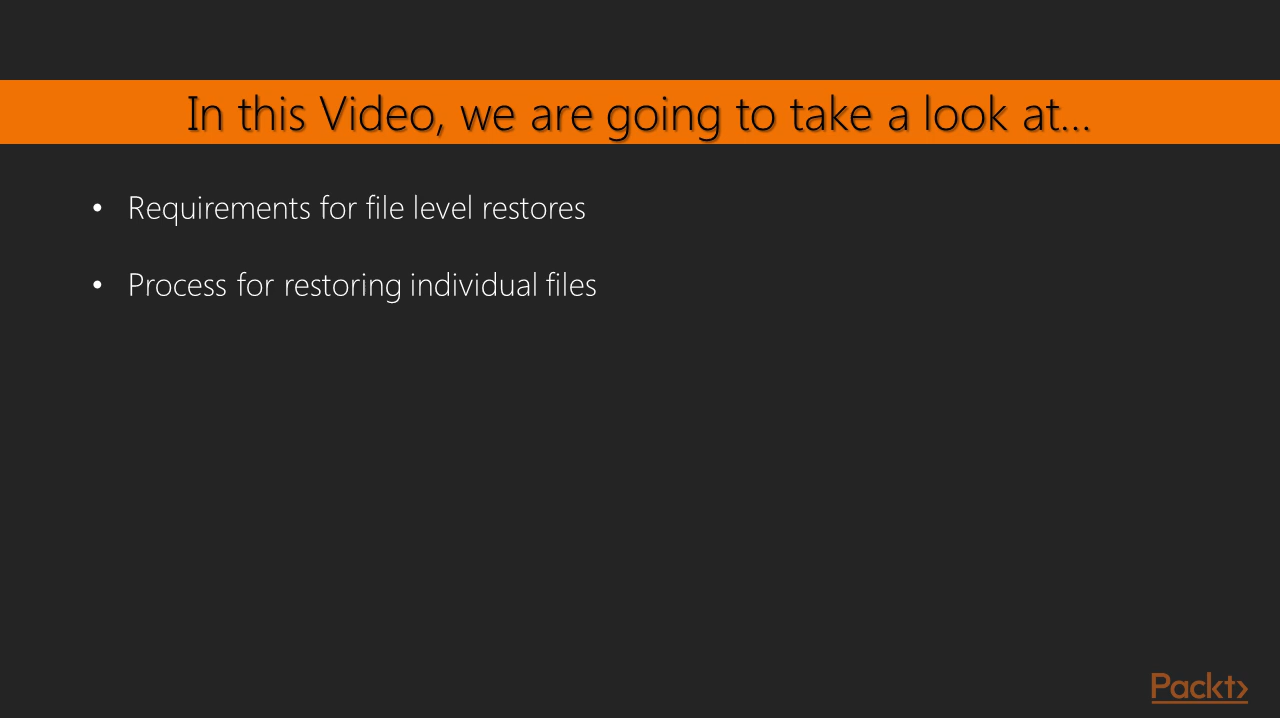 In this Video, we are going to take a look at...
• Requirements for file level restores
• Process for restoring individual files
Packt>